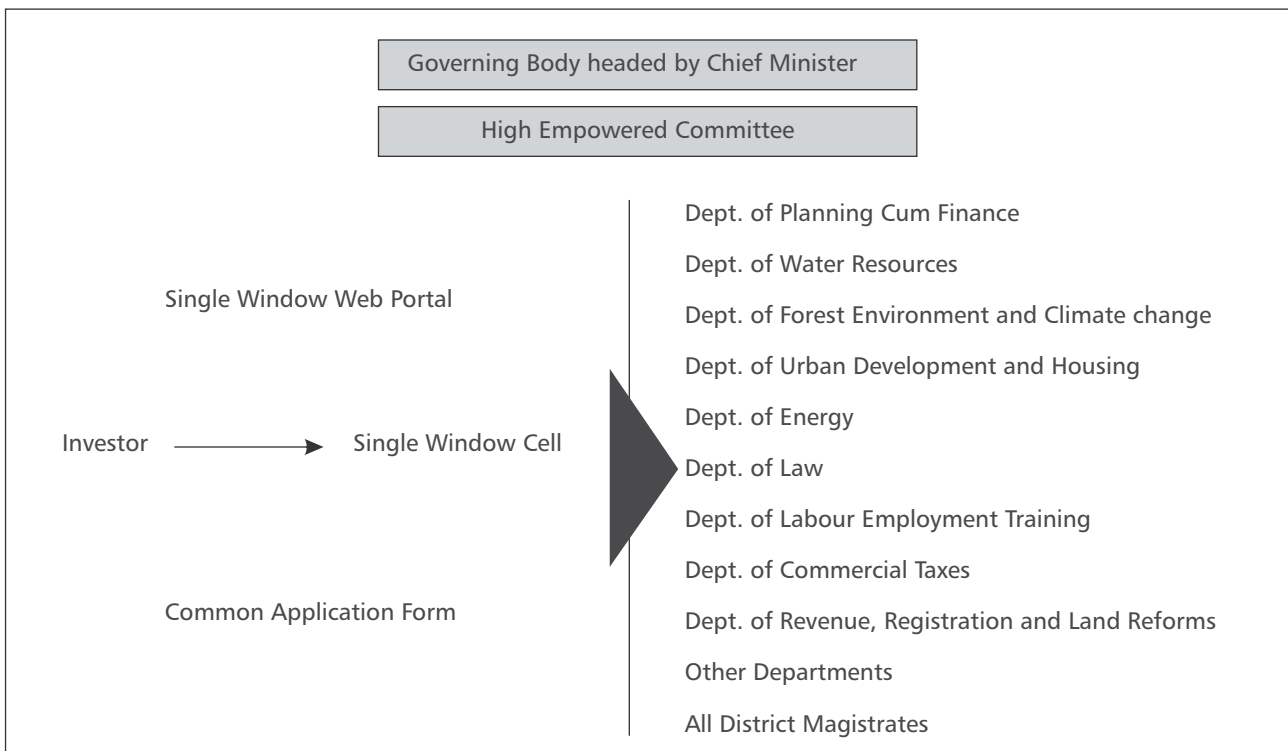 Governing Body headed by Chief Minister
High Empowered Committee
Single Window Web Portal
Investor
Single Window Cell
Common Application Form
Dept. of Planning Cum Finance
Dept. of Water Resources
Dept. of Forest Environment and Climate change
Dept. of Urban Development and Housing
Dept. of Energy
Dept. of Law
Dept. of Labour Employment Training
Dept. of Commercial Taxes
Dept. of Revenue, Registration and Land Reforms
Other Departments
All District Magistrates